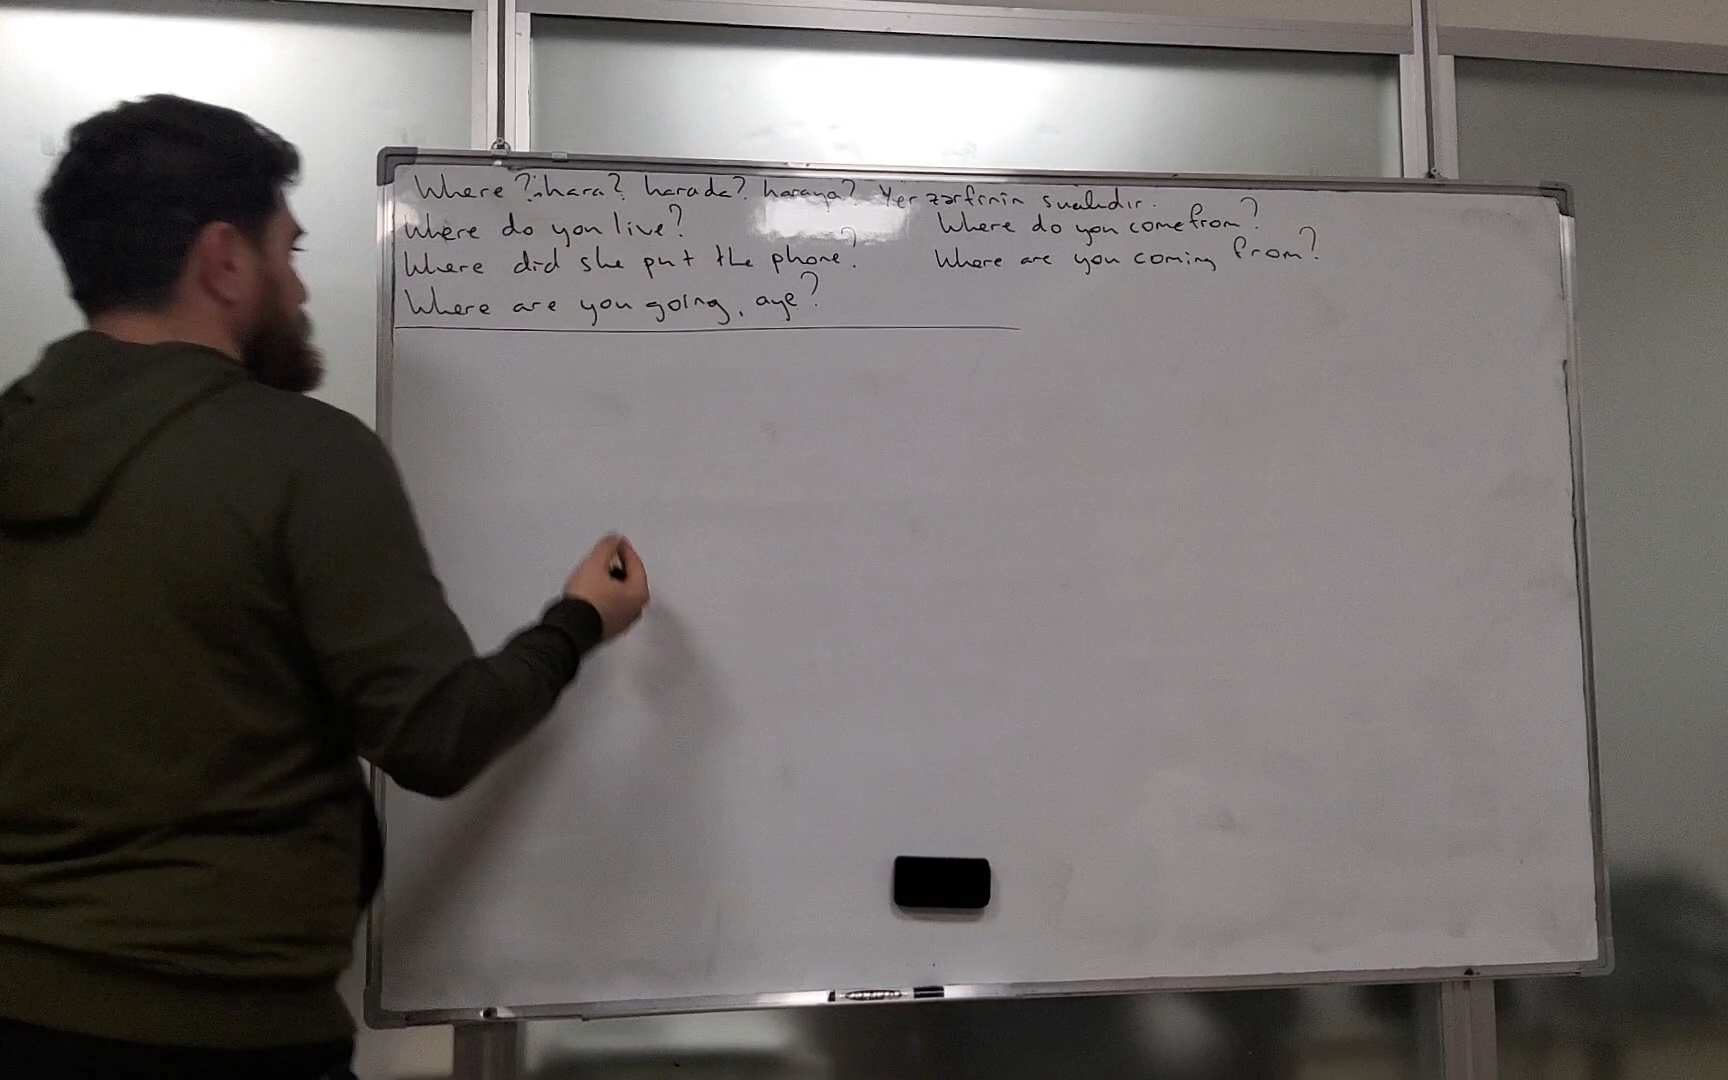 Where?: hara? harada? haraya? Yer zərfinin sualıdır.
Where do you live?
Where did she put the phone?
Where are you going, aye?
Where do you come from?
Where are you coming from?